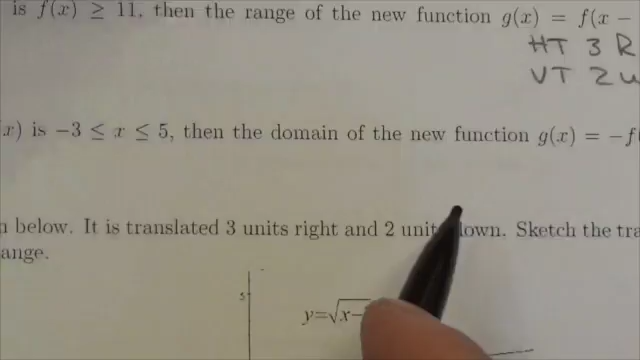 is f(x) ≥ 11, then the range of the new function g(x) = f(x −
HT 3 R
VT 2 u
x) is −3 ≤ x ≤ 5, then the domain of the new function g(x) = −f(
below. It is translated 3 units right and 2 units down. Sketch the tra
ange.
5
y=√x−